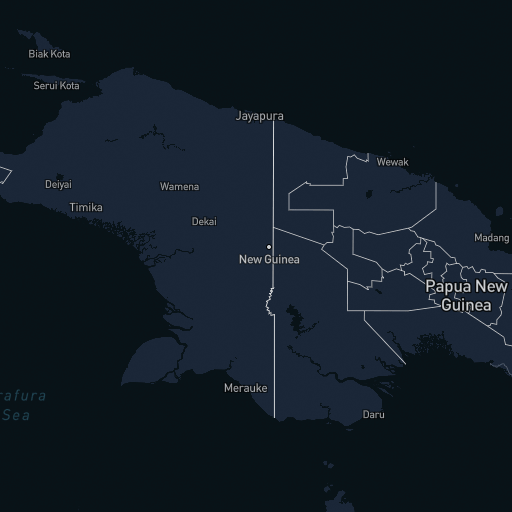 Biak Kota
Serui Kota
Jayapura
Wewak
Deiyai
Wamena
Timika
Dekai
Madang
New Guinea
Papua New
Guinea
rafura
Sea
Merauke
Daru